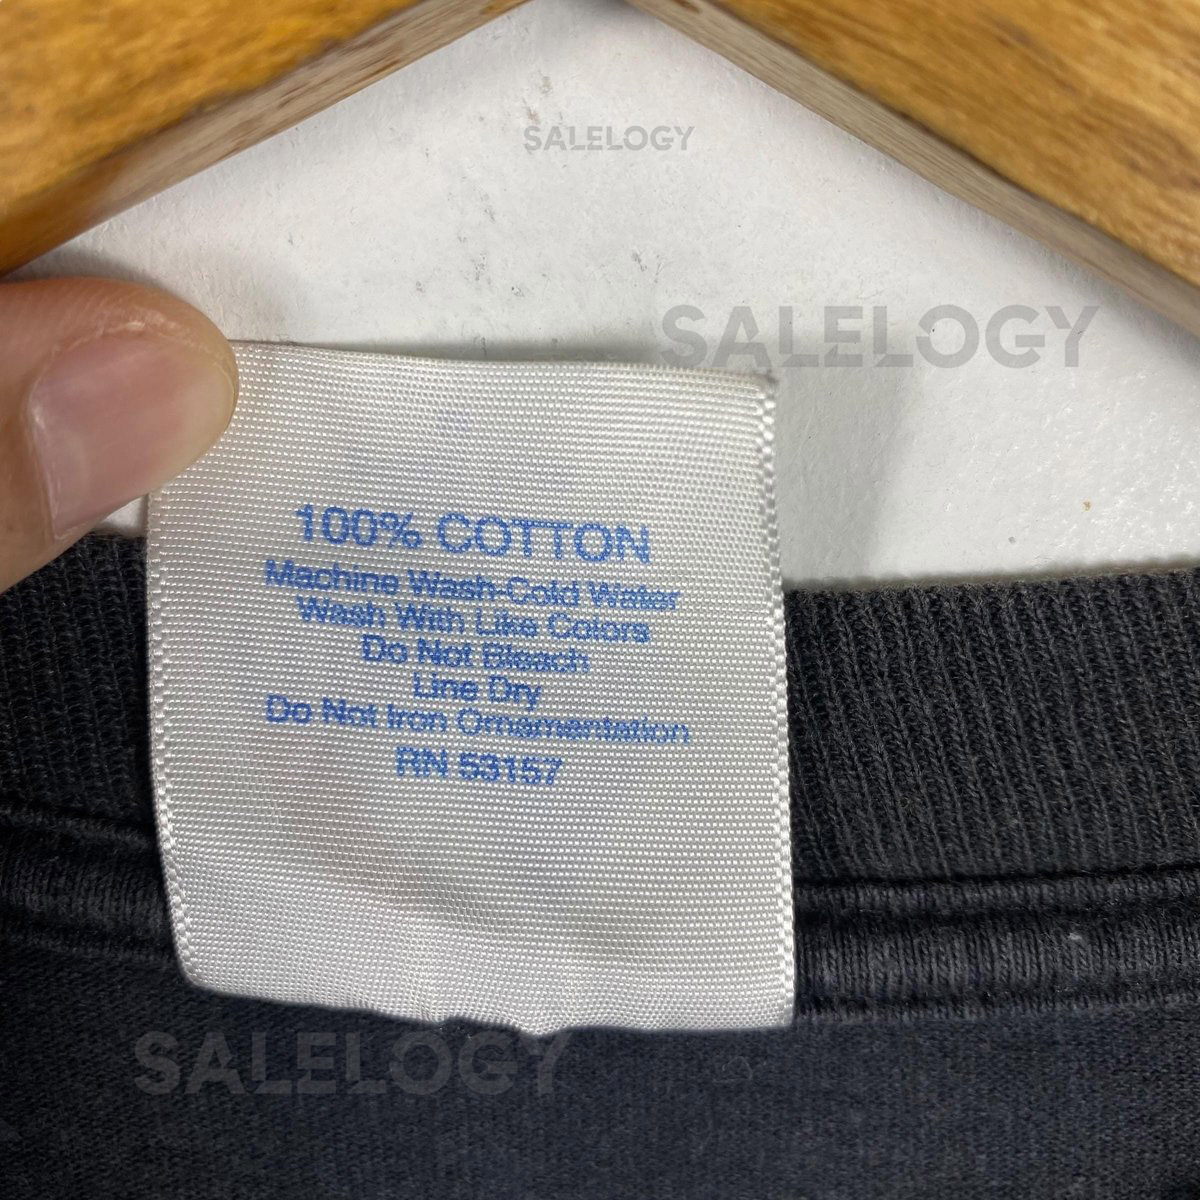 SALELOGY
SALELOGY
100% COTTON
Machine Wash-Cold Water
Wash With Like Colors
Do Not Bleach
Line Dry
Do Not Iron Ornamentation
RN 53157
SALELOGY